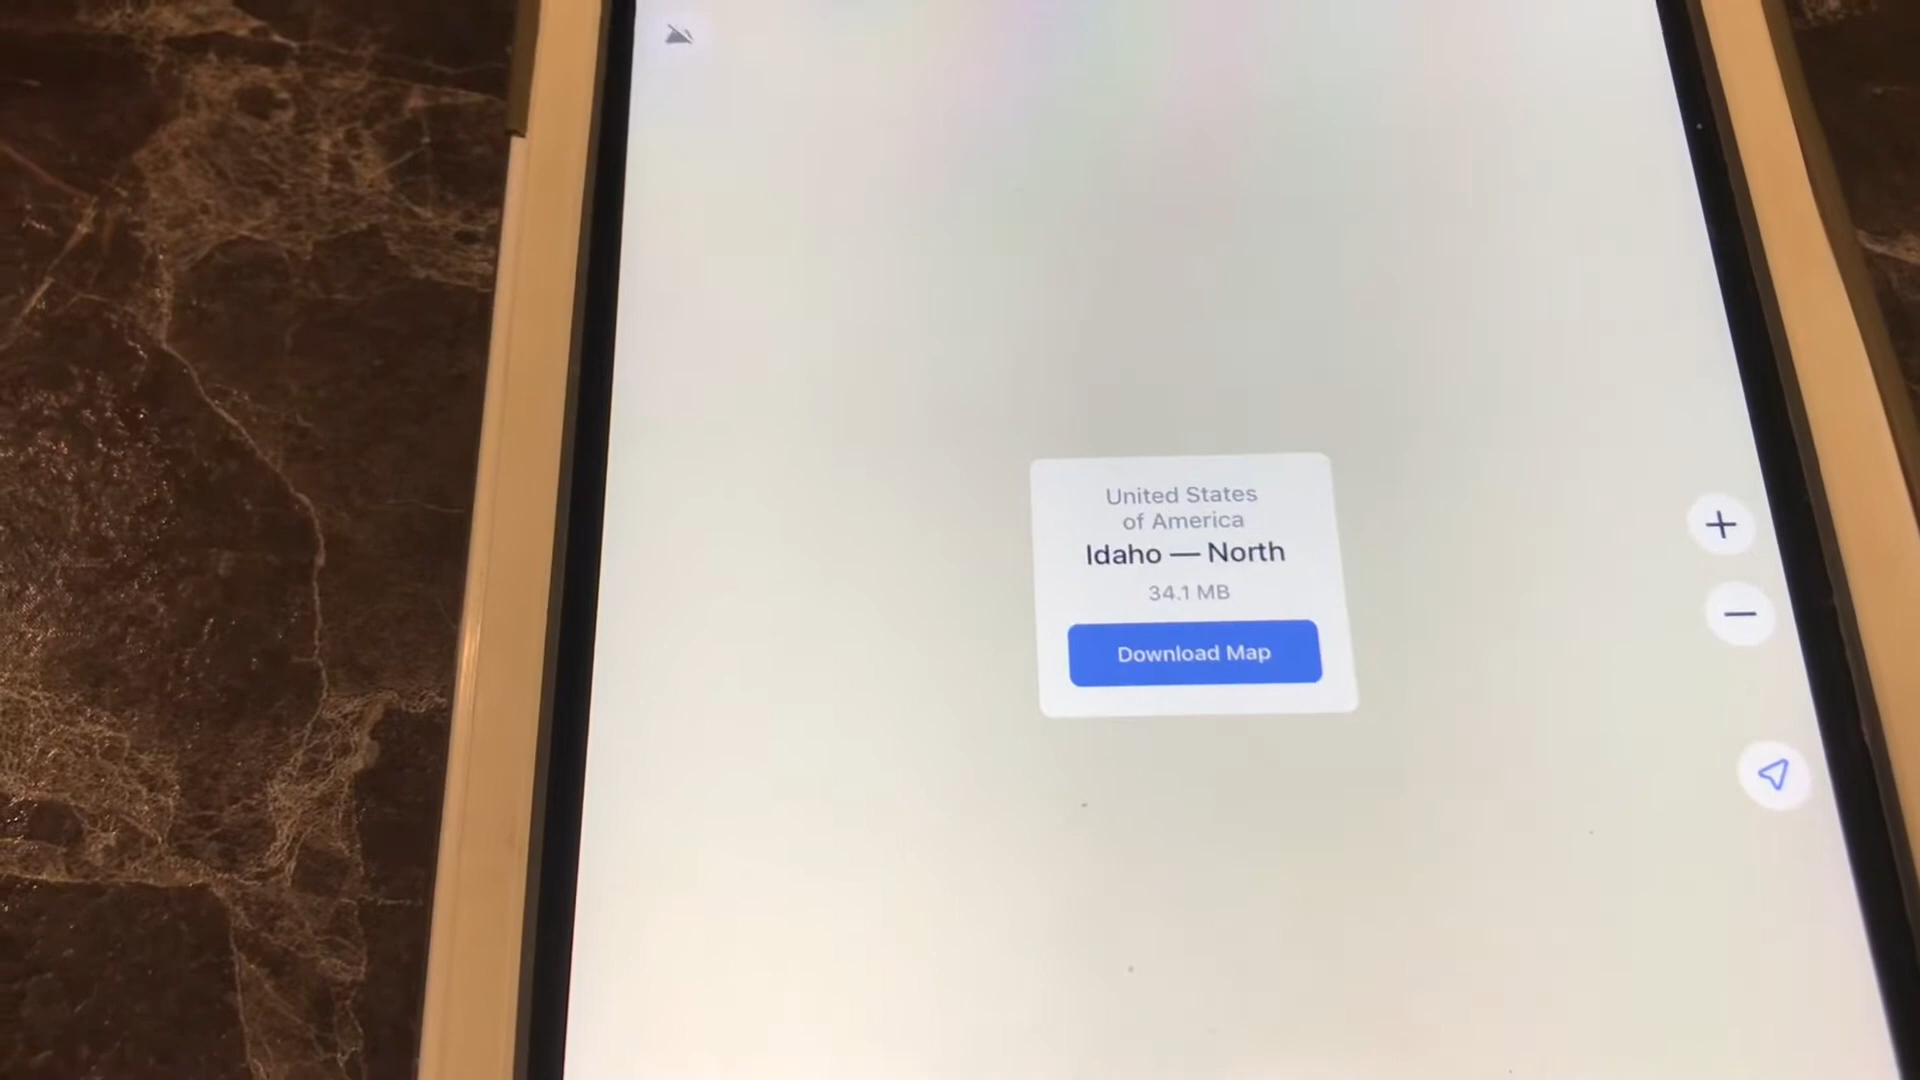 United States
of America
Idaho — North
34.1 MB
Download Map